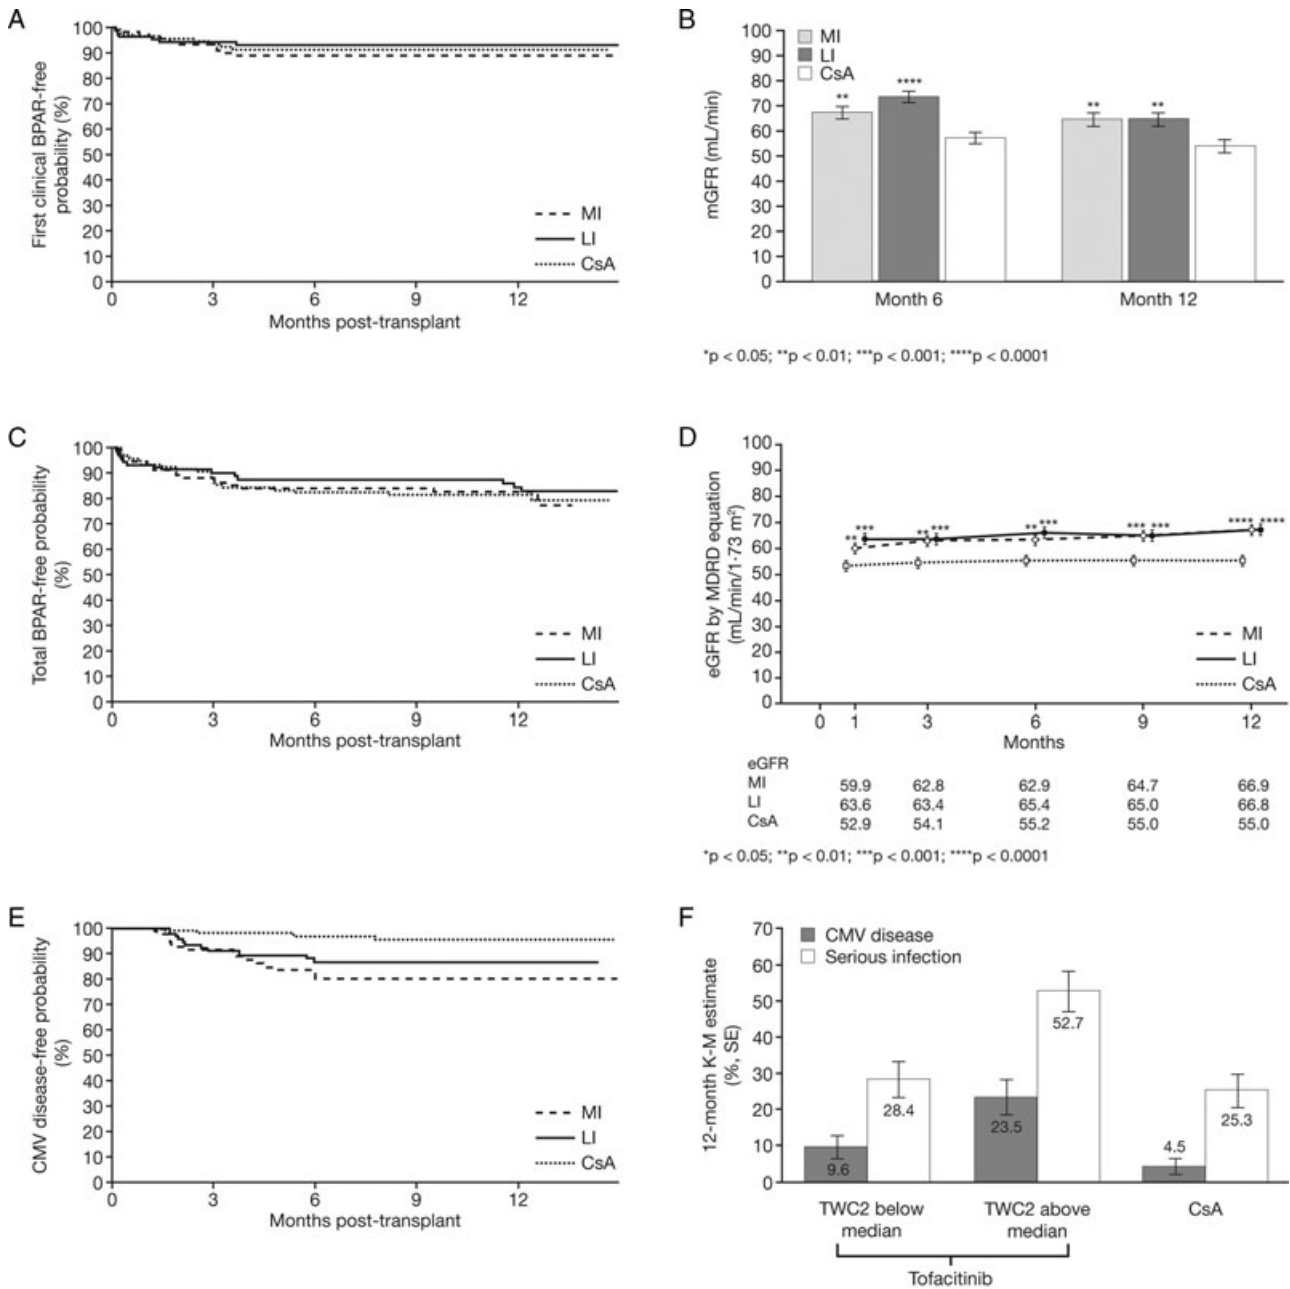 A
First clinical BPAR-free
probability (%)
100
90
80
70
60
50
40
30
20
10
0
MI
LI
CsA
0 3 6 9 12
Months post-transplant
B
mGFR (mL/min)
100
90
80
70
60
50
40
30
20
10
0
MI
LI
CsA
** **** ** **
Month 6 Month 12
*p < 0.05; **p < 0.01; ***p < 0.001; ****p < 0.0001
C
Total BPAR-free probability
(%)
100
90
80
70
60
50
40
30
20
10
0
MI
LI
CsA
0 3 6 9 12
Months post-transplant
D
eGFR by MDRD equation
(mL/min/1·73 m²)
100
90
80
70
60
50
40
30
20
10
0
** *** ** *** ** *** *** *** **** ****
MI
LI
CsA
0 1 3 6 9 12
Months
eGFR
MI 59.9 62.8 62.9 64.7 66.9
LI 63.6 63.4 65.4 65.0 66.8
CsA 52.9 54.1 55.2 55.0 55.0
*p < 0.05; **p < 0.01; ***p < 0.001; ****p < 0.0001
E
CMV disease-free probability
(%)
100
90
80
70
60
50
40
30
20
10
0
MI
LI
CsA
0 3 6 9 12
Months post-transplant
F
12-month K-M estimate
(%, SE)
70
60
50
40
30
20
10
0
CMV disease
Serious infection
9.6 28.4 23.5 52.7 4.5 25.3
TWC2 below
median
TWC2 above
median
CsA
Tofacitinib